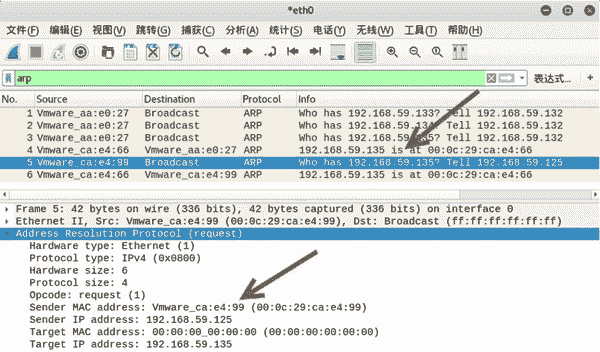 *eth0
文件(F) 编辑(E) 视图(V) 跳转(G) 捕获(C) 分析(A) 统计(S) 电话(Y) 无线(W) 工具(T) 帮助(H)
arp 表达式… +
No. Source Destination Protocol Info
1 Vmware_aa:e0:27 Broadcast ARP Who has 192.168.59.133? Tell 192.168.59.132
2 Vmware_aa:e0:27 Broadcast ARP Who has 192.168.59.134? Tell 192.168.59.132
3 Vmware_aa:e0:27 Broadcast ARP Who has 192.168.59.135? Tell 192.168.59.132
4 Vmware_ca:e4:66 Vmware_aa:e0:27 ARP 192.168.59.135 is at 00:0c:29:ca:e4:66
5 Vmware_ca:e4:99 Broadcast ARP Who has 192.168.59.135? Tell 192.168.59.125
6 Vmware_ca:e4:66 Vmware_ca:e4:99 ARP 192.168.59.135 is at 00:0c:29:ca:e4:66
Frame 5: 42 bytes on wire (336 bits), 42 bytes captured (336 bits) on interface 0
Ethernet II, Src: Vmware_ca:e4:99 (00:0c:29:ca:e4:99), Dst: Broadcast (ff:ff:ff:ff:ff:ff)
Address Resolution Protocol (request)
Hardware type: Ethernet (1)
Protocol type: IPv4 (0x0800)
Hardware size: 6
Protocol size: 4
Opcode: request (1)
Sender MAC address: Vmware_ca:e4:99 (00:0c:29:ca:e4:99)
Sender IP address: 192.168.59.125
Target MAC address: 00:00:00_00:00:00 (00:00:00:00:00:00)
Target IP address: 192.168.59.135